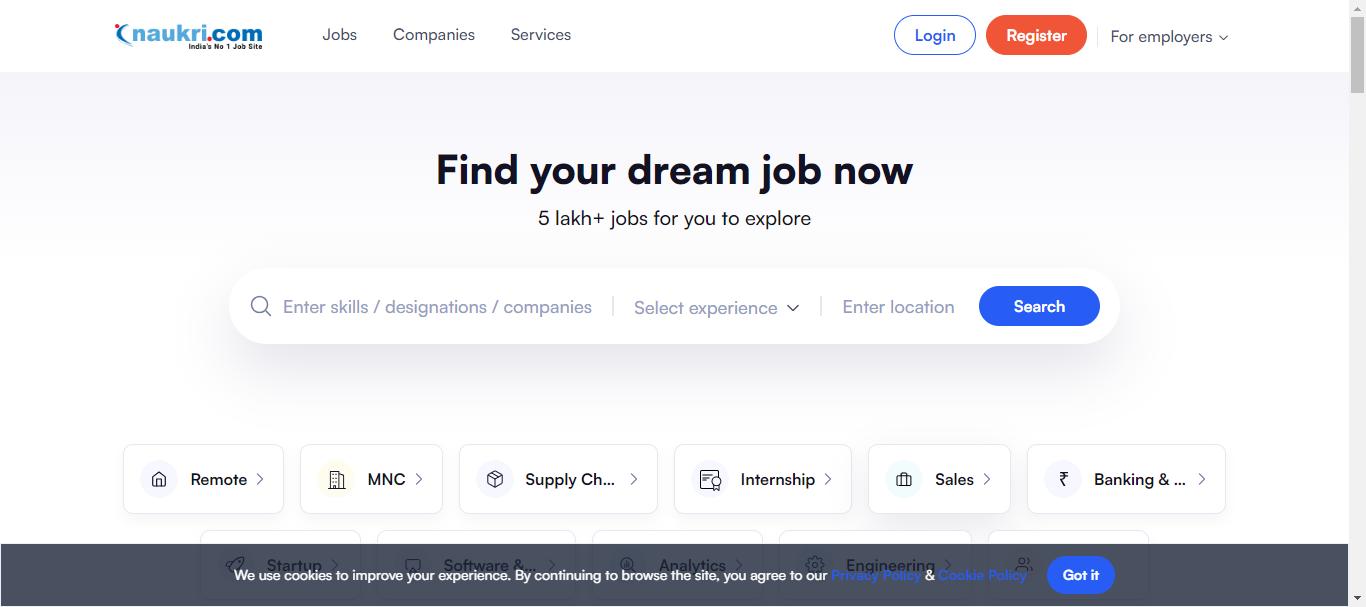 naukri.com
India's No 1 Job Site
Jobs
Companies
Services
Login
Register
For employers
Find your dream job now
5 lakh+ jobs for you to explore
Enter skills / designations / companies
Select experience
Enter location
Search
Remote
MNC
Supply Ch...
Internship
Sales
Banking & ...
Startup
Software &...
Analytics
Engineering
We use cookies to improve your experience. By continuing to browse the site, you agree to our Privacy Policy & Cookie Policy
Got it